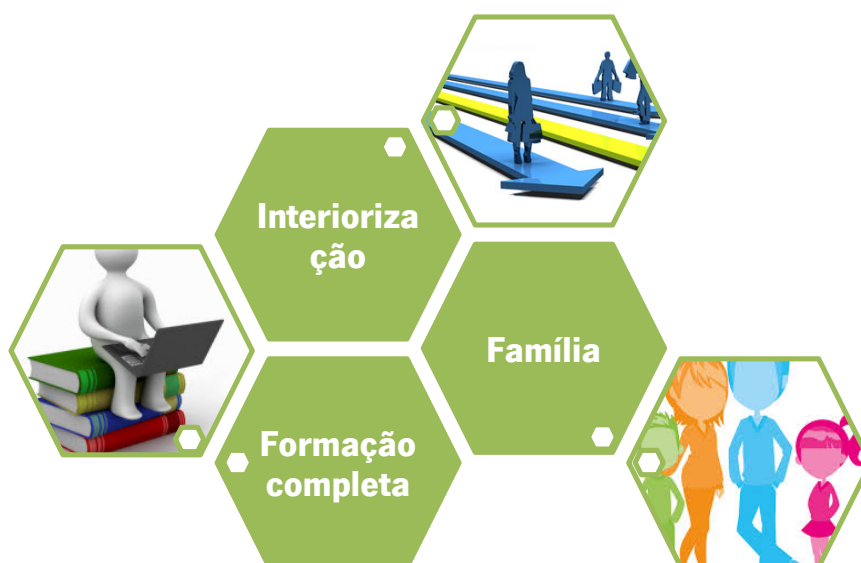 Interioriza
ção
Família
Formação
completa